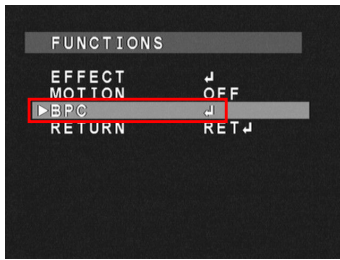 FUNCTIONS
EFFECT ↲
MOTION OFF
▶BPC ↲
RETURN RET↲